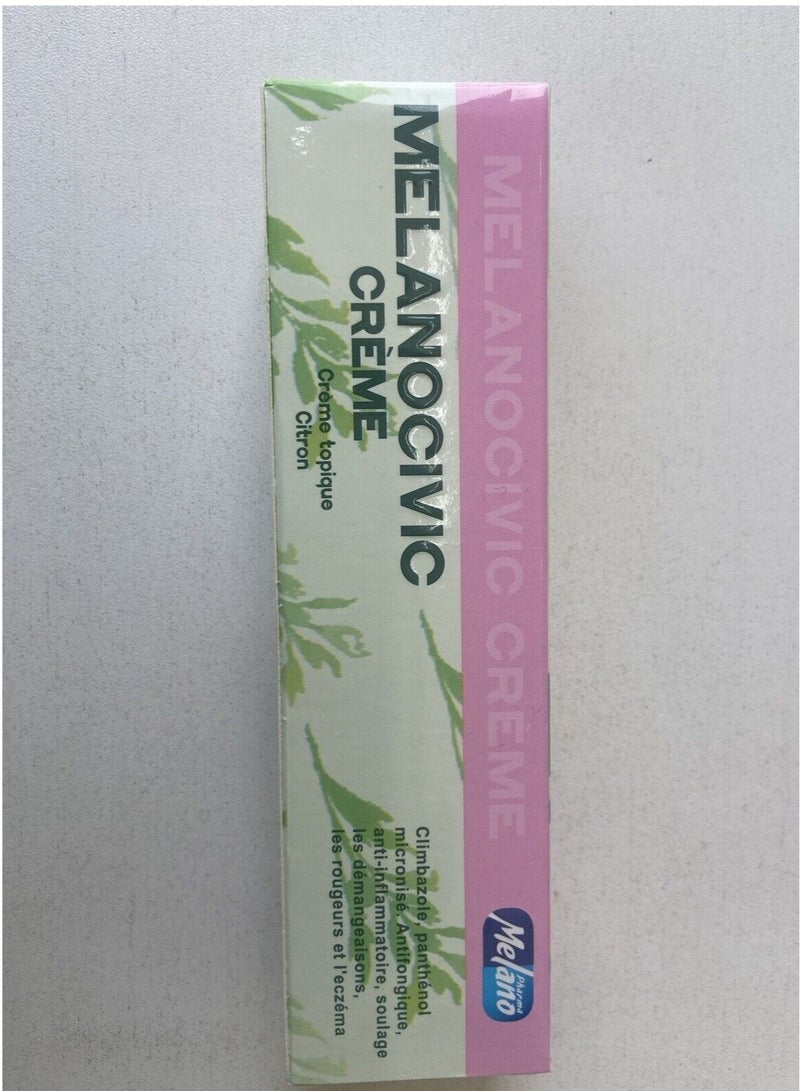 MELANOCIVIC CRÈME
MELANOCIVIC
CRÈME
Crème topique
Citron
Climbazole, panthénol
micronisé. Antifongique,
anti-inflammatoire, soulage
les démangeaisons,
les rougeurs et l'eczéma
Pharma
Melano